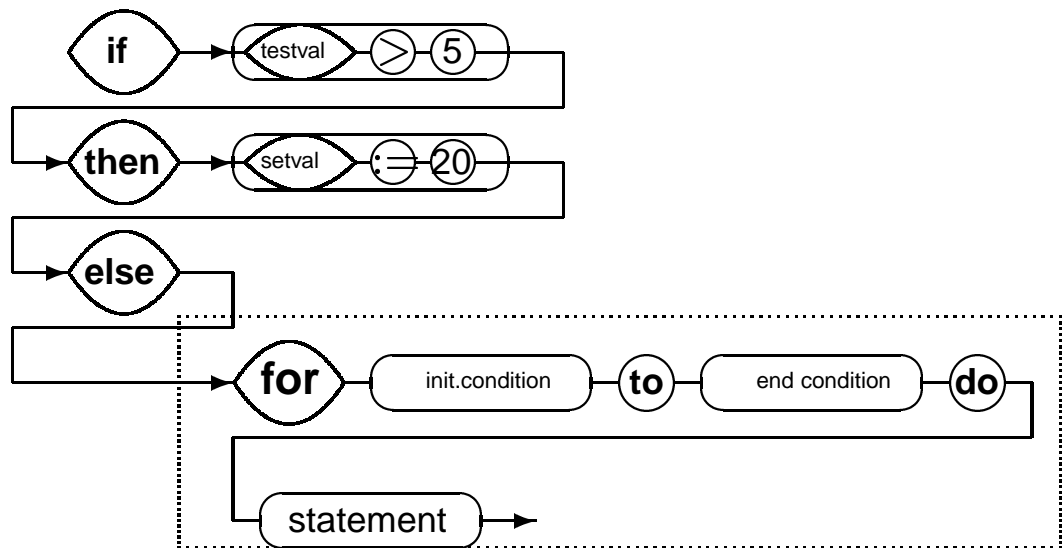 if testval > 5
then setval := 20
else
for init.condition to end condition do
statement